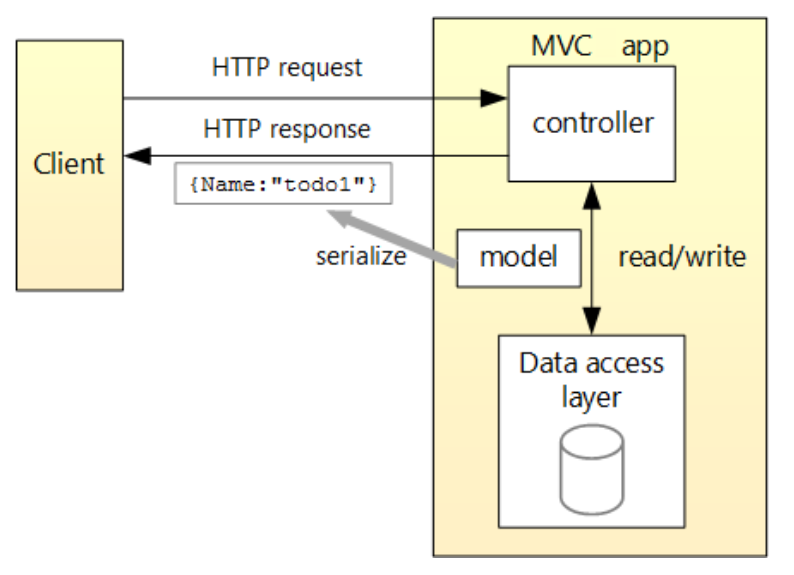 MVC app
HTTP request
controller
HTTP response
Client
{Name:"todo1"}
serialize
model
read/write
Data access
layer